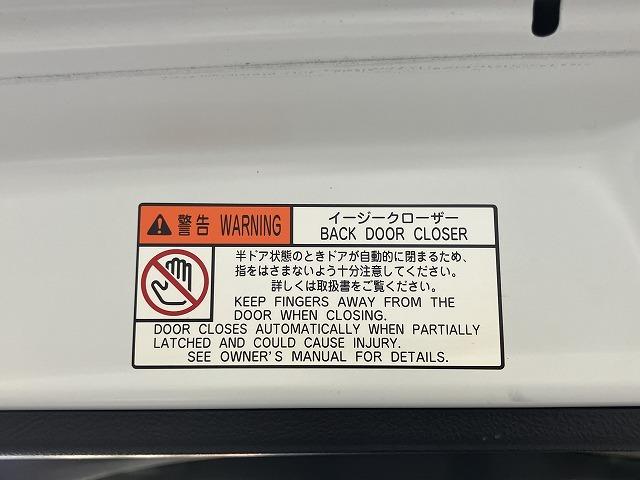 警告 WARNING
イージークローザー
BACK DOOR CLOSER
半ドア状態のときドアが自動的に閉まるため、
指をはさまないよう十分注意してください。
詳しくは取扱書をご覧ください。
KEEP FINGERS AWAY FROM THE
DOOR WHEN CLOSING.
DOOR CLOSES AUTOMATICALLY WHEN PARTIALLY
LATCHED AND COULD CAUSE INJURY.
SEE OWNER'S MANUAL FOR DETAILS.